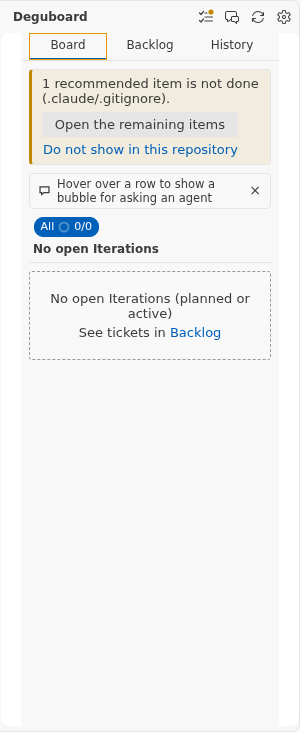 Deguboard
Board
Backlog
History
1 recommended item is not done
(.claude/.gitignore).
Open the remaining items
Do not show in this repository
Hover over a row to show a
bubble for asking an agent
All 0/0
No open Iterations
No open Iterations (planned or
active)
See tickets in Backlog